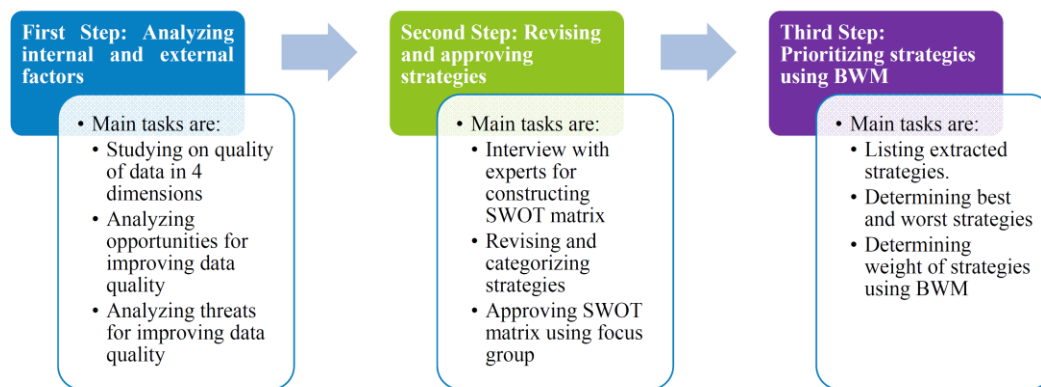 First Step: Analyzing
internal and external
factors
• Main tasks are:
• Studying on quality
of data in 4
dimensions
• Analyzing
opportunities for
improving data
quality
• Analyzing threats
for improving data
quality
Second Step: Revising
and approving
strategies
• Main tasks are:
• Interview with
experts for
constructing
SWOT matrix
• Revising and
categorizing
strategies
• Approving SWOT
matrix using focus
group
Third Step:
Prioritizing strategies
using BWM
• Main tasks are:
• Listing extracted
strategies.
• Determining best
and worst strategies
• Determining
weight of strategies
using BWM